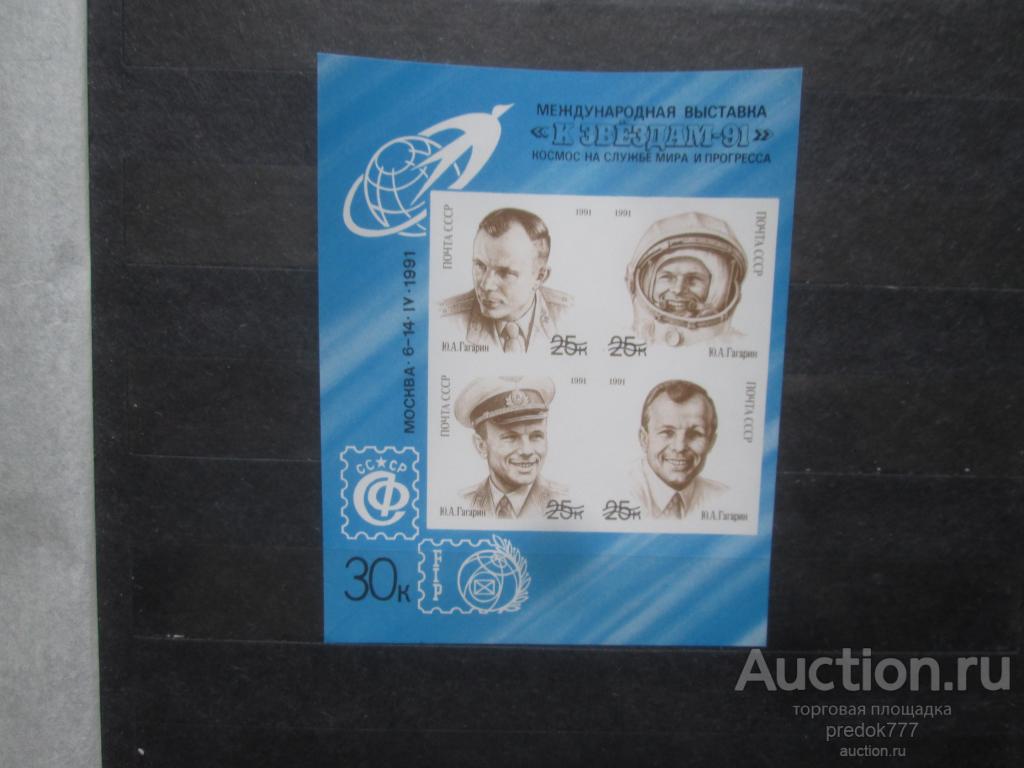 МЕЖДУНАРОДНАЯ ВЫСТАВКА
«К ЗВЁЗДАМ-91»
КОСМОС НА СЛУЖБЕ МИРА И ПРОГРЕССА
МОСКВА · 6-14 · IV · 1991
ПОЧТА СССР
1991
Ю.А.Гагарин
25к
1991
ПОЧТА СССР
25к
Ю.А.Гагарин
ПОЧТА СССР
1991
Ю.А.Гагарин
25к
1991
ПОЧТА СССР
25к
Ю.А.Гагарин
СС★СР
СФ
30к
Auction.ru
торговая площадка
predok777
auction.ru